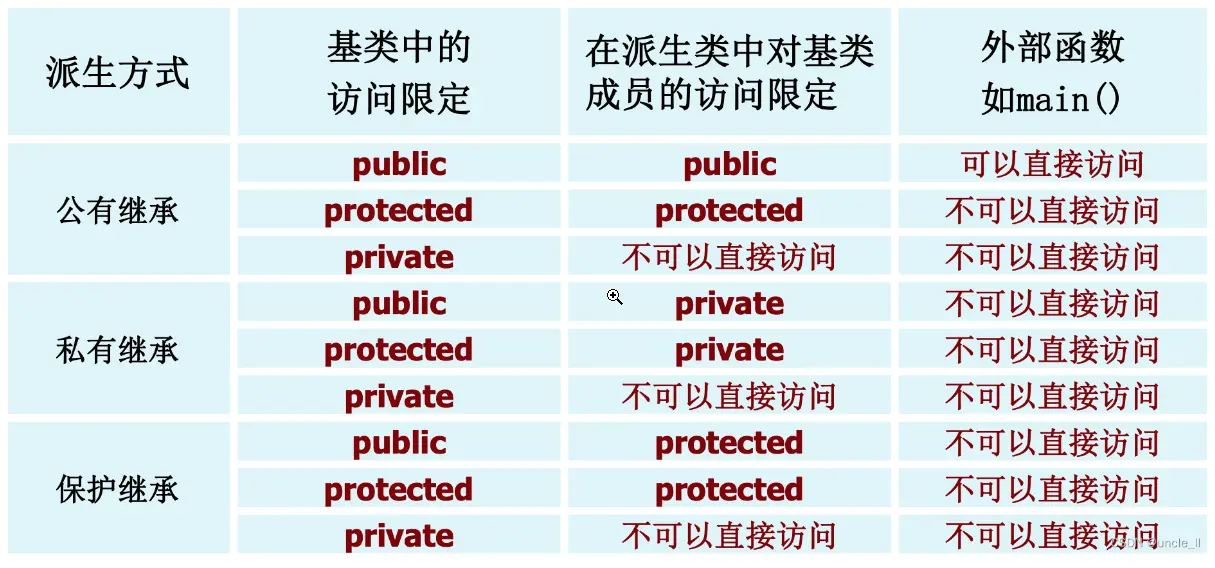 派生方式
基类中的
访问限定
在派生类中对基类
成员的访问限定
外部函数
如main()
公有继承
public
public
可以直接访问
protected
protected
不可以直接访问
private
不可以直接访问
不可以直接访问
私有继承
public
private
不可以直接访问
protected
private
不可以直接访问
private
不可以直接访问
不可以直接访问
保护继承
public
protected
不可以直接访问
protected
protected
不可以直接访问
private
不可以直接访问
不可以直接访问
CSDN @uncle_ll